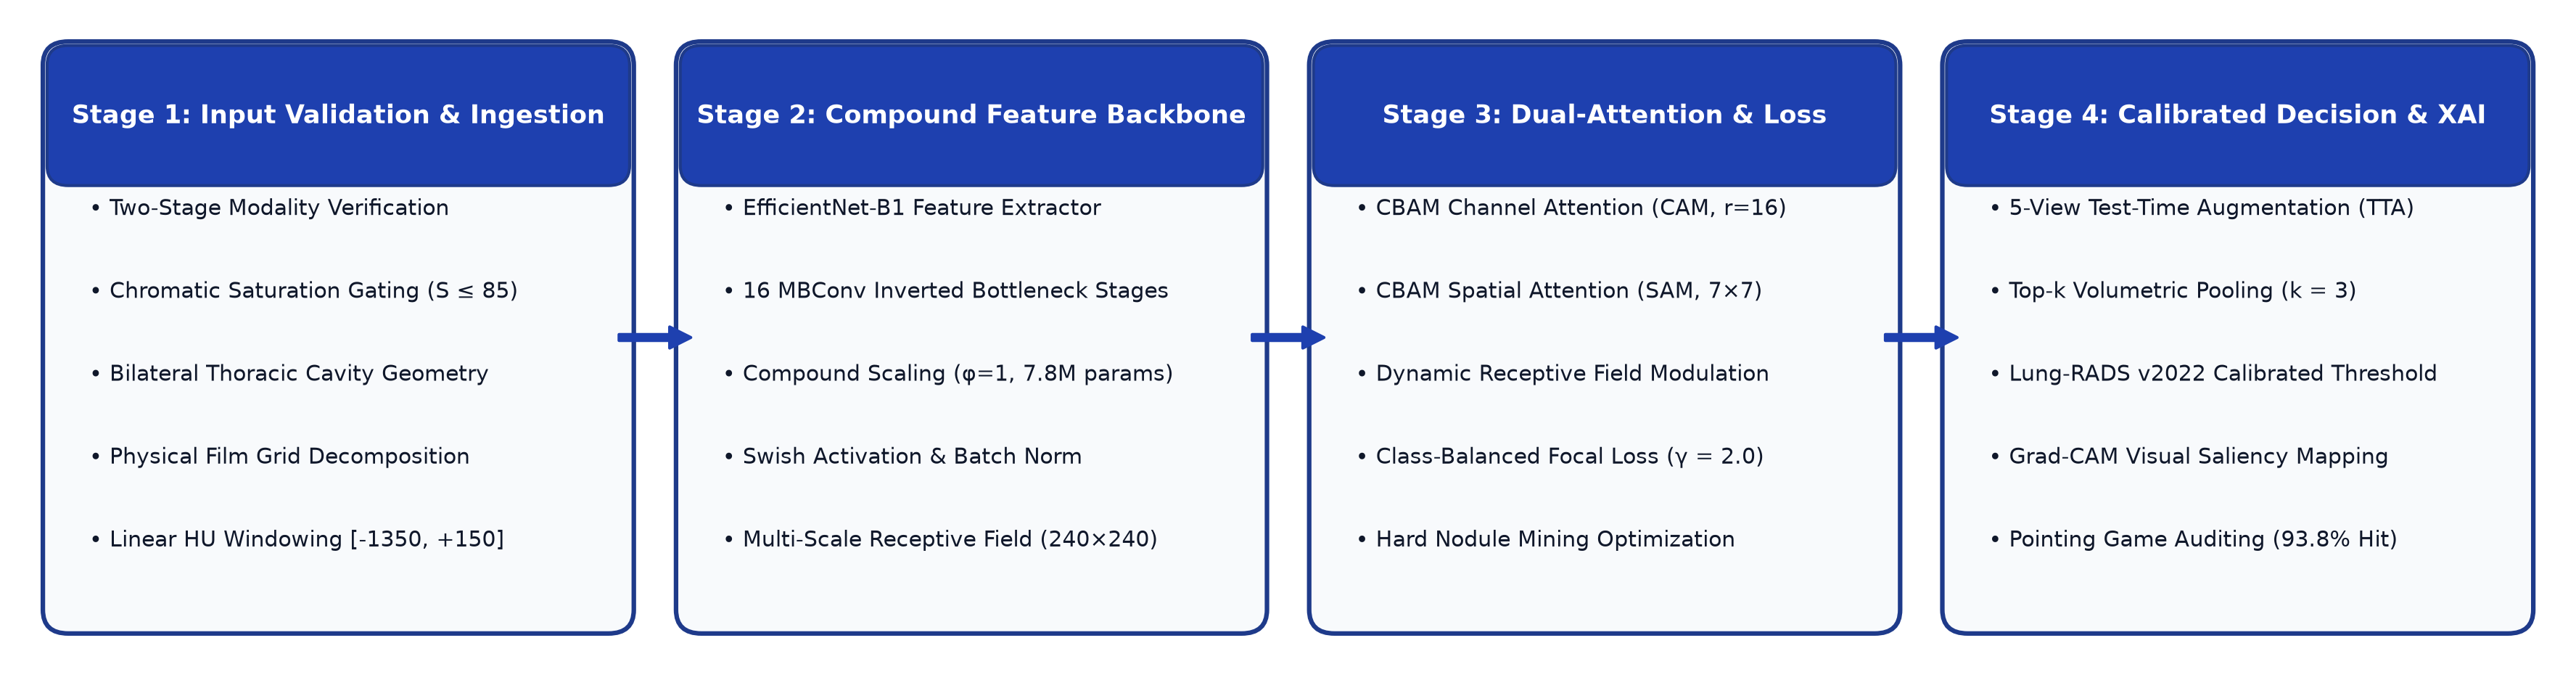 Stage 1: Input Validation & Ingestion
• Two-Stage Modality Verification
• Chromatic Saturation Gating (S ≤ 85)
• Bilateral Thoracic Cavity Geometry
• Physical Film Grid Decomposition
• Linear HU Windowing [-1350, +150]
Stage 2: Compound Feature Backbone
• EfficientNet-B1 Feature Extractor
• 16 MBConv Inverted Bottleneck Stages
• Compound Scaling (φ=1, 7.8M params)
• Swish Activation & Batch Norm
• Multi-Scale Receptive Field (240×240)
Stage 3: Dual-Attention & Loss
• CBAM Channel Attention (CAM, r=16)
• CBAM Spatial Attention (SAM, 7×7)
• Dynamic Receptive Field Modulation
• Class-Balanced Focal Loss (γ = 2.0)
• Hard Nodule Mining Optimization
Stage 4: Calibrated Decision & XAI
• 5-View Test-Time Augmentation (TTA)
• Top-k Volumetric Pooling (k = 3)
• Lung-RADS v2022 Calibrated Threshold
• Grad-CAM Visual Saliency Mapping
• Pointing Game Auditing (93.8% Hit)